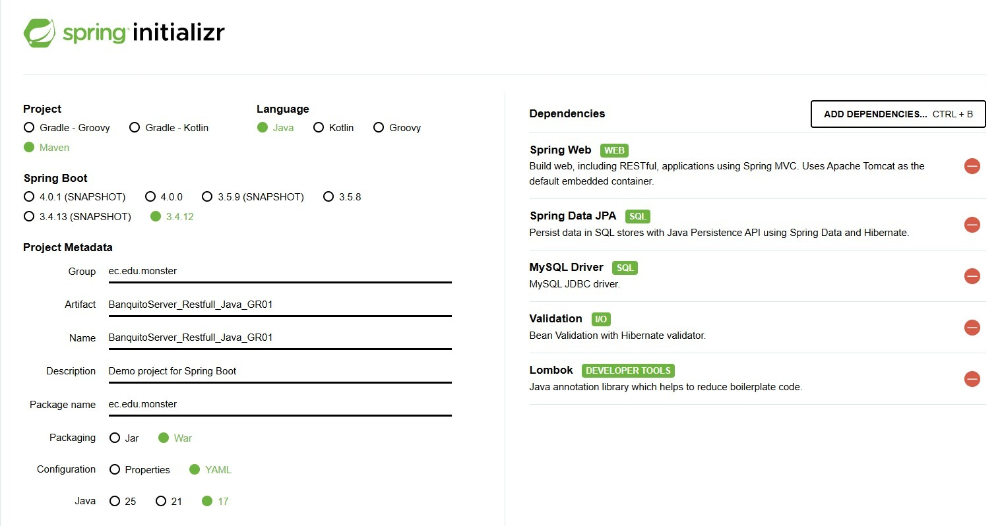 spring initializr
Project
Gradle - Groovy Gradle - Kotlin
Maven
Language
Java Kotlin Groovy
Spring Boot
4.0.1 (SNAPSHOT) 4.0.0 3.5.9 (SNAPSHOT) 3.5.8
3.4.13 (SNAPSHOT) 3.4.12
Project Metadata
Group ec.edu.monster
Artifact BanquitoServer_Restfull_Java_GR01
Name BanquitoServer_Restfull_Java_GR01
Description Demo project for Spring Boot
Package name ec.edu.monster
Packaging Jar War
Configuration Properties YAML
Java 25 21 17
Dependencies ADD DEPENDENCIES... CTRL + B
Spring Web WEB
Build web, including RESTful, applications using Spring MVC. Uses Apache Tomcat as the
default embedded container.
Spring Data JPA SQL
Persist data in SQL stores with Java Persistence API using Spring Data and Hibernate.
MySQL Driver SQL
MySQL JDBC driver.
Validation I/O
Bean Validation with Hibernate validator.
Lombok DEVELOPER TOOLS
Java annotation library which helps to reduce boilerplate code.